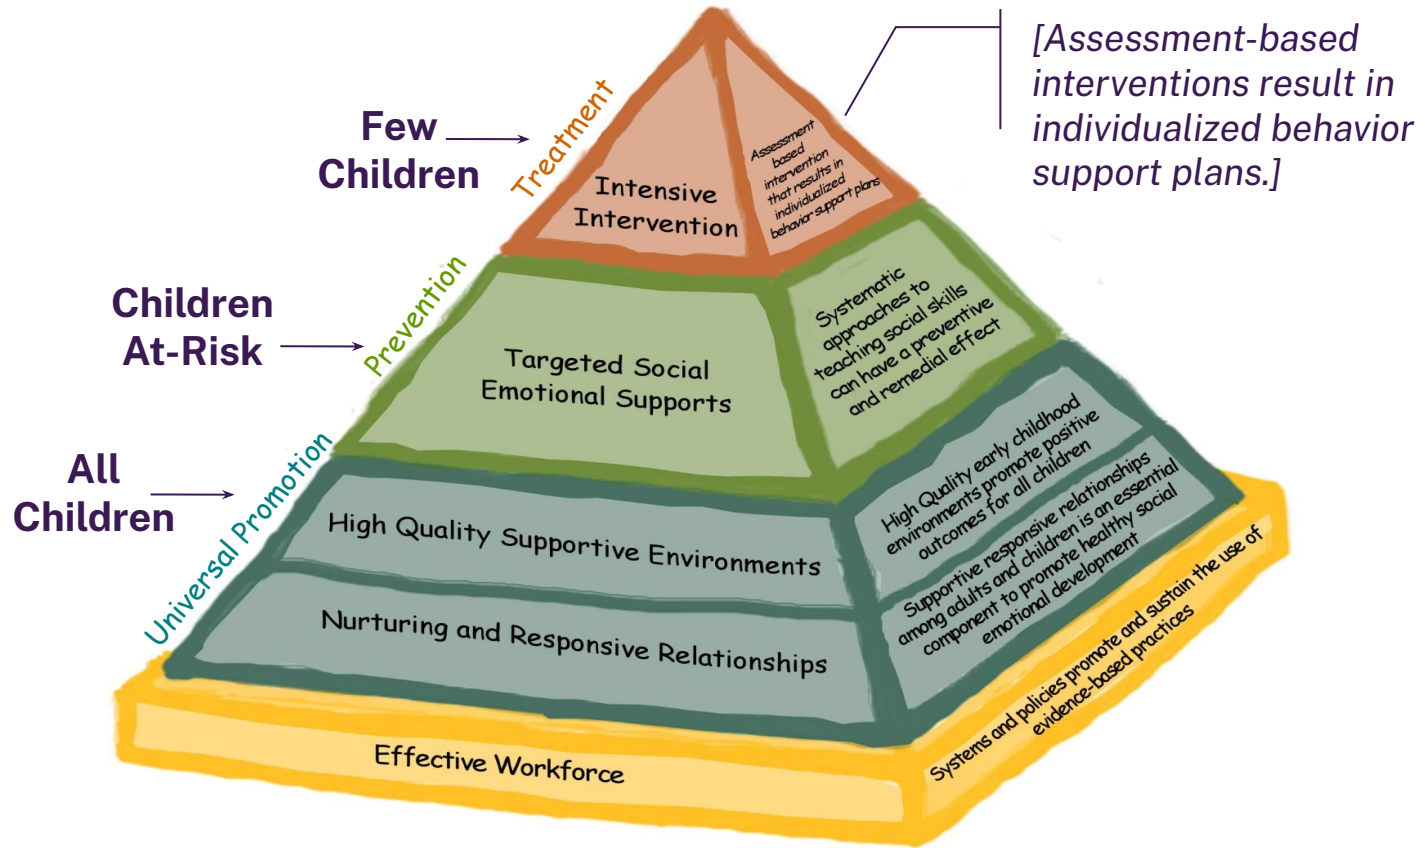 [Assessment-based
interventions result in
individualized behavior
support plans.]
Few
Children
Treatment
Intensive
Intervention
Assessment
based
intervention
that results in
individualized
behavior support plans
Children
At-Risk
Prevention
Targeted Social
Emotional Supports
Systematic
approaches to
teaching social skills
can have a preventive
and remedial effect
All
Children
Universal Promotion
High Quality Supportive Environments
High Quality early childhood
environments promote positive
outcomes for all children
Nurturing and Responsive Relationships
Supportive responsive relationships
among adults and children is an essential
component to promote healthy social
emotional development
Effective Workforce
Systems and policies promote and sustain the use of
evidence-based practices